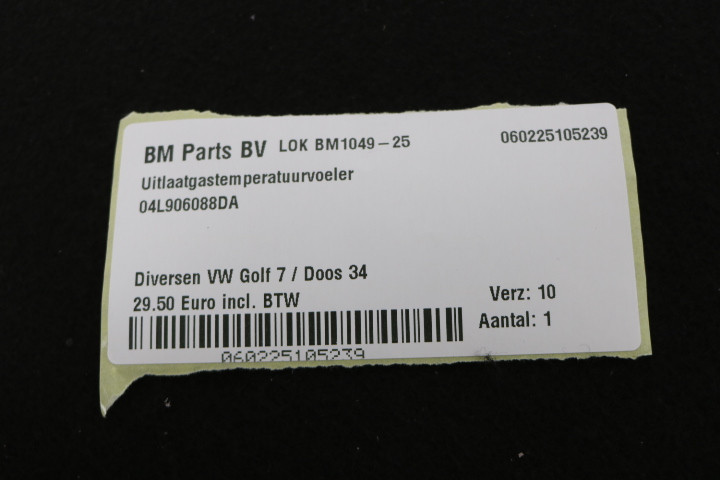 BM Parts BV LOK BM1049-25 060225105239
Uitlaatgastemperatuurvoeler
04L906088DA
Diversen VW Golf 7 / Doos 34
29.50 Euro incl. BTW Verz: 10
Aantal: 1
060225105239